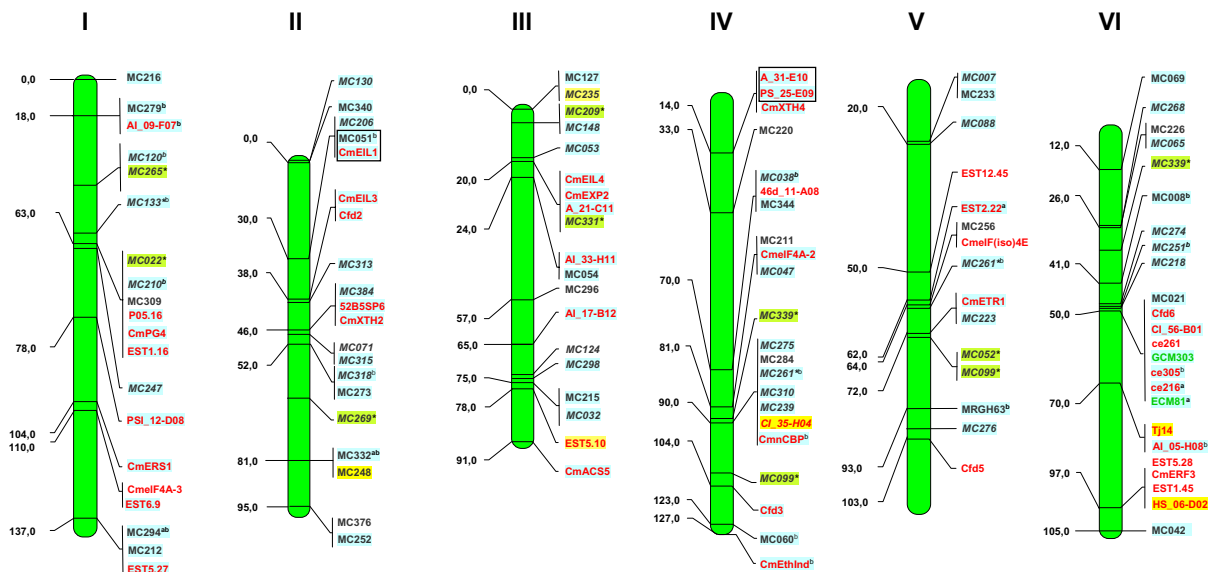 I
0,0
MC216
18,0
MC279ᵇ
AI_09-F07ᵇ
MC120ᵇ
MC265*
MC133*ᵃᵇ
63,0
MC022*
MC210ᵇ
MC309
P05.16
CmPG4
EST1.16
78,0
MC247
PSI_12-D08
104,0
110,0
CmERS1
CmeIF4A-3
EST6.9
137,0
MC294ᵃᵇ
MC212
EST5.27
II
MC130
MC340
MC206
0,0
MC051ᵇ
CmEIL1
CmEIL3
Cfd2
30,0
MC313
38,0
MC384
52B5SP6
CmXTH2
46,0
MC071
MC315
52,0
MC318ᵇ
MC273
MC269*
MC332ᵃᵇ
81,0
MC248
95,0
MC376
MC252
III
MC127
0,0
MC235
MC209*
MC148
MC053
20,0
CmEIL4
CmEXP2
A_21-C11
MC331*
24,0
AI_33-H11
MC054
MC296
57,0
AI_17-B12
65,0
MC124
MC298
75,0
MC215
78,0
MC032
EST5.10
91,0
CmACS5
IV
A_31-E10
PS_25-E09
14,0
CmXTH4
33,0
MC220
MC038ᵇ
46d_11-A08
MC344
MC211
CmeIF4A-2
MC047
70,0
MC339*
81,0
MC275
MC284
MC261*ᵇ
MC310
90,0
MC239
CI_35-H04
CmnCBPᵇ
104,0
MC099*
123,0
Cfd3
127,0
MC060ᵇ
CmEthIndᵇ
V
MC007
MC233
20,0
MC088
EST12.45
EST2.22ᵃ
MC256
CmeIF(iso)4E
50,0
MC261*ᵃᵇ
CmETR1
MC223
62,0
64,0
MC052*
MC099*
72,0
MRGH63ᵇ
MC276
93,0
Cfd5
103,0
VI
MC069
MC268
12,0
MC226
MC065
MC339*
26,0
MC008ᵇ
MC274
MC251ᵇ
41,0
MC218
MC021
50,0
Cfd6
CI_56-B01
ce261
GCM303
ce305ᵇ
ce216ᵃ
ECM81ᵃ
70,0
Tj14
AI_05-H08ᵇ
EST5.28
97,0
CmERF3
EST1.45
HS_06-D02
105,0
MC042